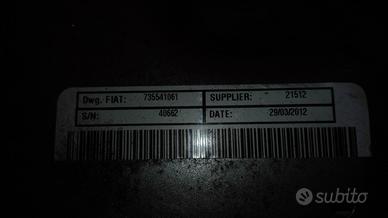 Dwg. FIAT: 735541061 SUPPLIER: 21512
S/N: 40662 DATE: 29/03/2012
subito